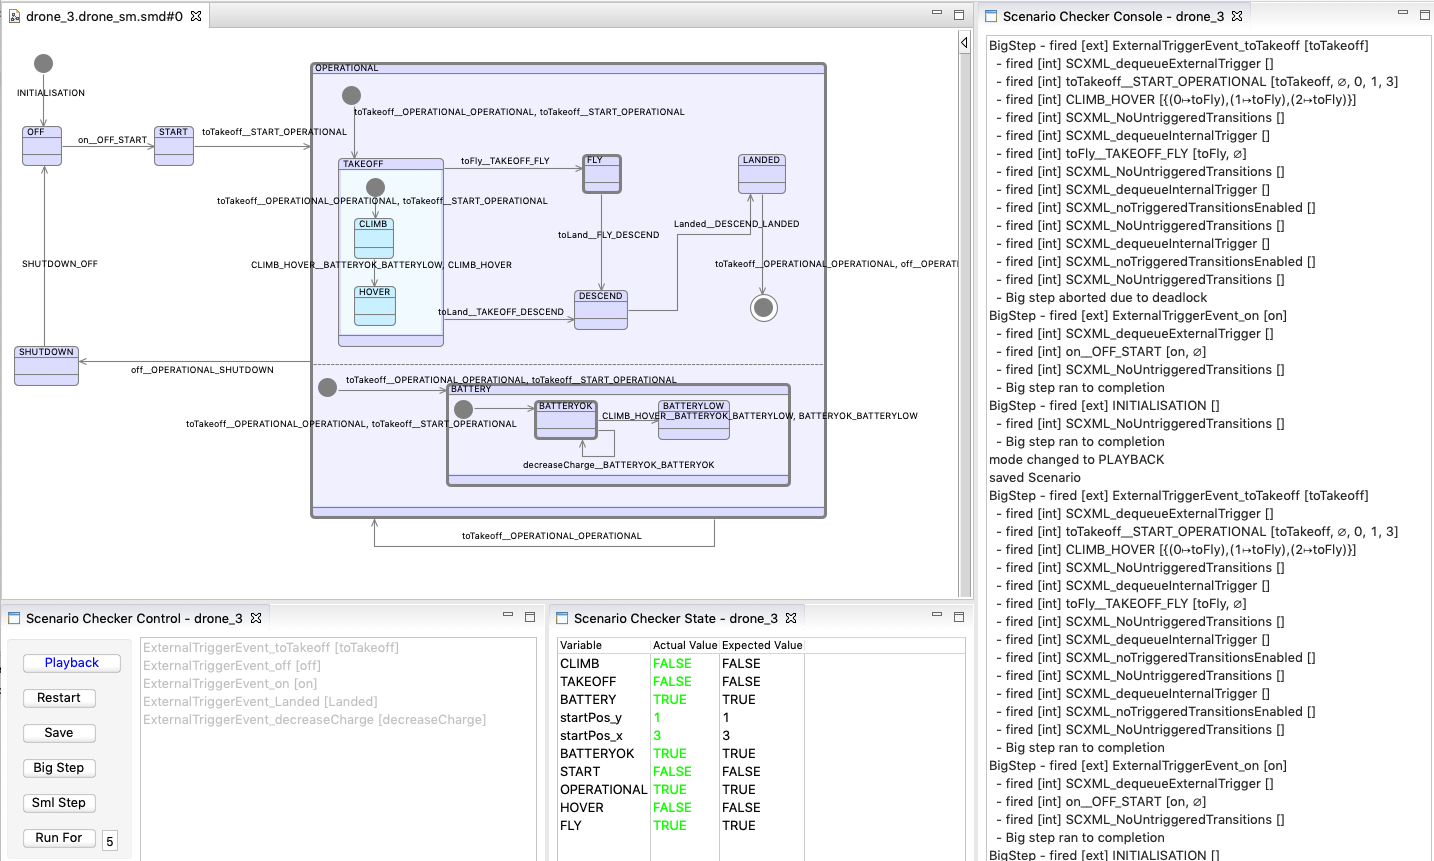 drone_3.drone_sm.smd#0
INITIALISATION
OFF
on__OFF_START
START
toTakeoff__START_OPERATIONAL
OPERATIONAL
toTakeoff__OPERATIONAL_OPERATIONAL, toTakeoff__START_OPERATIONAL
TAKEOFF
toFly__TAKEOFF_FLY
FLY
LANDED
toTakeoff__OPERATIONAL_OPERATIONAL, toTakeoff__START_OPERATIONAL
CLIMB
Landed__DESCEND_LANDED
toLand__FLY_DESCEND
SHUTDOWN_OFF
CLIMB_HOVER__BATTERYOK_BATTERYLOW, CLIMB_HOVER
toTakeoff__OPERATIONAL_OPERATIONAL, off__OPERATI
HOVER
DESCEND
toLand__TAKEOFF_DESCEND
SHUTDOWN
off__OPERATIONAL_SHUTDOWN
toTakeoff__OPERATIONAL_OPERATIONAL, toTakeoff__START_OPERATIONAL
BATTERY
BATTERYOK
BATTERYLOW
CLIMB_HOVER__BATTERYOK_BATTERYLOW, BATTERYOK_BATTERYLOW
toTakeoff__OPERATIONAL_OPERATIONAL, toTakeoff__START_OPERATIONAL
decreaseCharge__BATTERYOK_BATTERYOK
toTakeoff__OPERATIONAL_OPERATIONAL
Scenario Checker Control - drone_3
Playback
Restart
Save
Big Step
Sml Step
Run For
5
ExternalTriggerEvent_toTakeoff [toTakeoff]
ExternalTriggerEvent_off [off]
ExternalTriggerEvent_on [on]
ExternalTriggerEvent_Landed [Landed]
ExternalTriggerEvent_decreaseCharge [decreaseCharge]
Scenario Checker State - drone_3
Variable Actual Value Expected Value
CLIMB FALSE FALSE
TAKEOFF FALSE FALSE
BATTERY TRUE TRUE
startPos_y 1 1
startPos_x 3 3
BATTERYOK TRUE TRUE
START FALSE FALSE
OPERATIONAL TRUE TRUE
HOVER FALSE FALSE
FLY TRUE TRUE
Scenario Checker Console - drone_3
BigStep - fired [ext] ExternalTriggerEvent_toTakeoff [toTakeoff]
- fired [int] SCXML_dequeueExternalTrigger []
- fired [int] toTakeoff__START_OPERATIONAL [toTakeoff, ∅, 0, 1, 3]
- fired [int] CLIMB_HOVER [{(0↦toFly),(1↦toFly),(2↦toFly)}]
- fired [int] SCXML_NoUntriggeredTransitions []
- fired [int] SCXML_dequeueInternalTrigger []
- fired [int] toFly__TAKEOFF_FLY [toFly, ∅]
- fired [int] SCXML_NoUntriggeredTransitions []
- fired [int] SCXML_dequeueInternalTrigger []
- fired [int] SCXML_noTriggeredTransitionsEnabled []
- fired [int] SCXML_NoUntriggeredTransitions []
- fired [int] SCXML_dequeueInternalTrigger []
- fired [int] SCXML_noTriggeredTransitionsEnabled []
- fired [int] SCXML_NoUntriggeredTransitions []
- Big step aborted due to deadlock
BigStep - fired [ext] ExternalTriggerEvent_on [on]
- fired [int] SCXML_dequeueExternalTrigger []
- fired [int] on__OFF_START [on, ∅]
- fired [int] SCXML_NoUntriggeredTransitions []
- Big step ran to completion
BigStep - fired [ext] INITIALISATION []
- fired [int] SCXML_NoUntriggeredTransitions []
- Big step ran to completion
mode changed to PLAYBACK
saved Scenario
BigStep - fired [ext] ExternalTriggerEvent_toTakeoff [toTakeoff]
- fired [int] SCXML_dequeueExternalTrigger []
- fired [int] toTakeoff__START_OPERATIONAL [toTakeoff, ∅, 0, 1, 3]
- fired [int] CLIMB_HOVER [{(0↦toFly),(1↦toFly),(2↦toFly)}]
- fired [int] SCXML_NoUntriggeredTransitions []
- fired [int] SCXML_dequeueInternalTrigger []
- fired [int] toFly__TAKEOFF_FLY [toFly, ∅]
- fired [int] SCXML_NoUntriggeredTransitions []
- fired [int] SCXML_dequeueInternalTrigger []
- fired [int] SCXML_noTriggeredTransitionsEnabled []
- fired [int] SCXML_NoUntriggeredTransitions []
- fired [int] SCXML_dequeueInternalTrigger []
- fired [int] SCXML_noTriggeredTransitionsEnabled []
- fired [int] SCXML_NoUntriggeredTransitions []
- Big step ran to completion
BigStep - fired [ext] ExternalTriggerEvent_on [on]
- fired [int] SCXML_dequeueExternalTrigger []
- fired [int] on__OFF_START [on, ∅]
- fired [int] SCXML_NoUntriggeredTransitions []
- Big step ran to completion
BigStep - fired [ext] INITIALISATION []